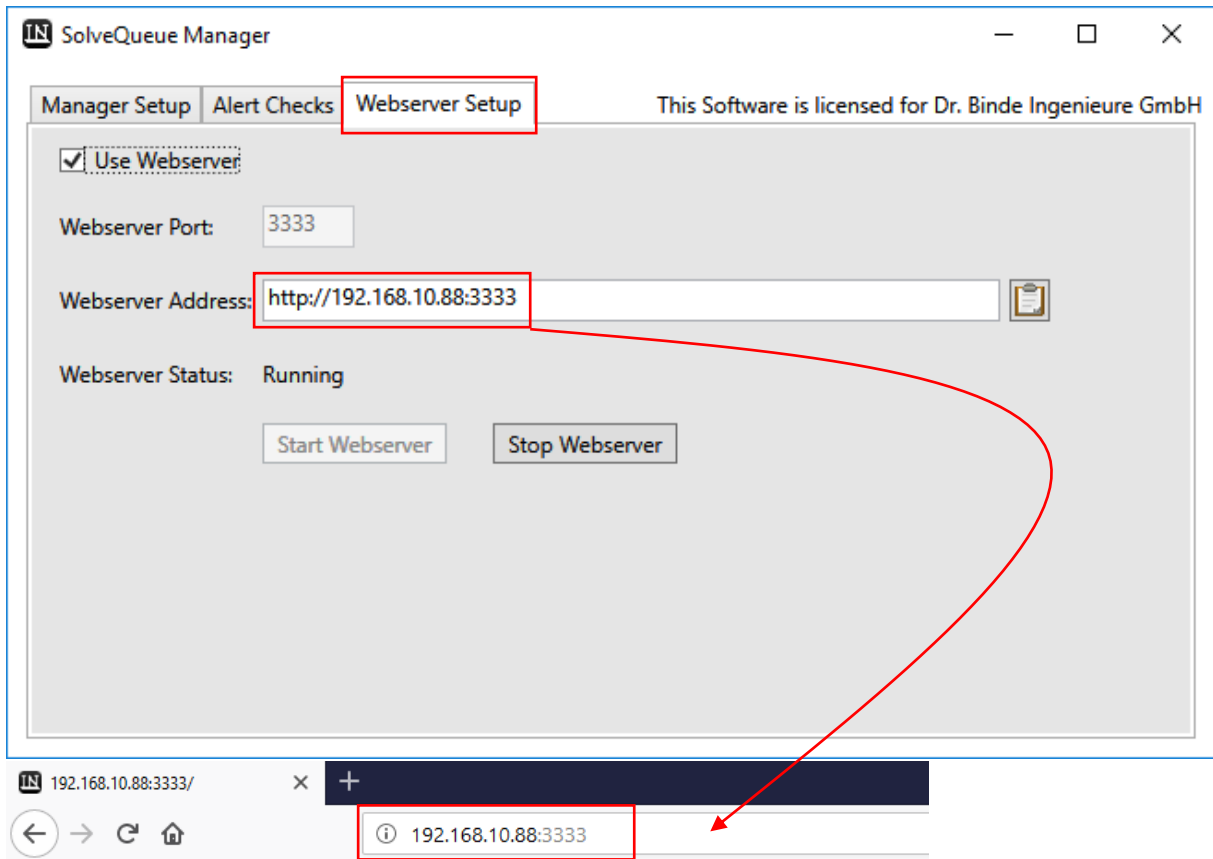 IN SolveQueue Manager
Manager Setup Alert Checks Webserver Setup This Software is licensed for Dr. Binde Ingenieure GmbH
Use Webserver
Webserver Port: 3333
Webserver Address: http://192.168.10.88:3333
Webserver Status: Running
Start Webserver Stop Webserver
IN 192.168.10.88:3333/
192.168.10.88:3333